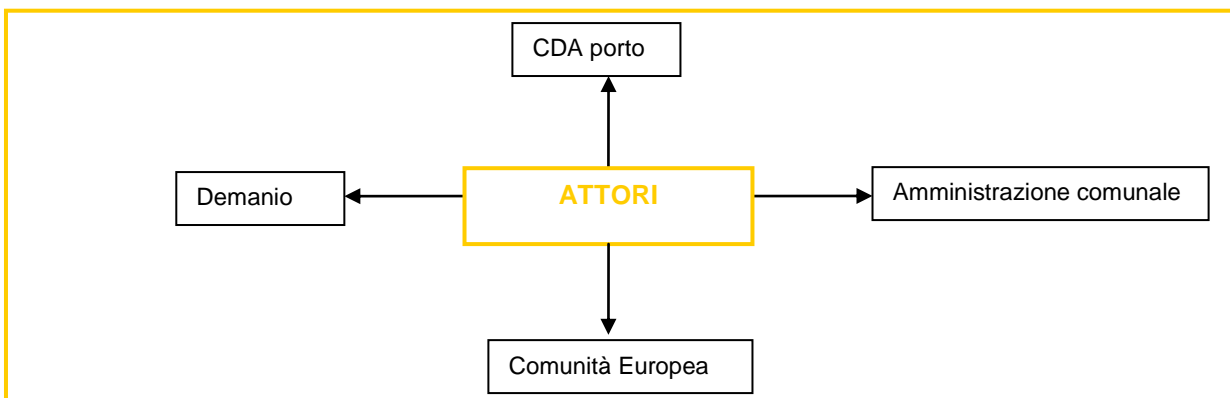 CDA porto
Demanio
ATTORI
Amministrazione comunale
Comunità Europea